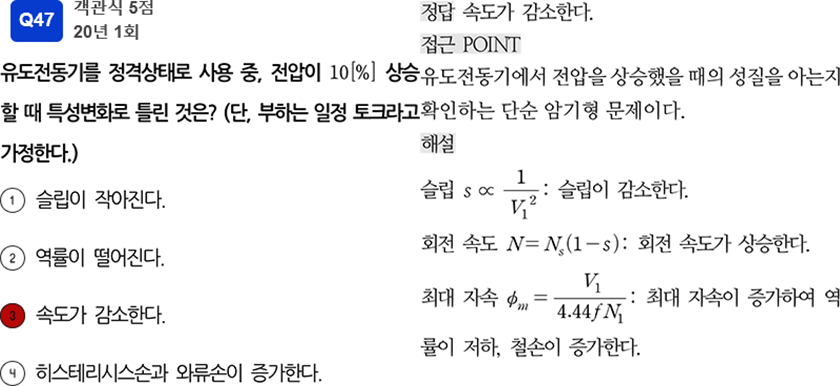 Q47
객관식 5점
20년 1회
유도전동기를 정격상태로 사용 중, 전압이 10[%] 상승
할 때 특성변화로 틀린 것은? (단, 부하는 일정 토크라고
가정한다.)
① 슬립이 작아진다.
② 역률이 떨어진다.
③ 속도가 감소한다.
④ 히스테리시스손과 와류손이 증가한다.
정답 속도가 감소한다.
접근 POINT
유도전동기에서 전압을 상승했을 때의 성질을 아는지
확인하는 단순 암기형 문제이다.
해설
슬립 s ∝ 1/V₁² : 슬립이 감소한다.
회전 속도 N=Nₛ(1−s) : 회전 속도가 상승한다.
최대 자속 ϕₘ = V₁/4.44fN₁ : 최대 자속이 증가하여 역
률이 저하, 철손이 증가한다.